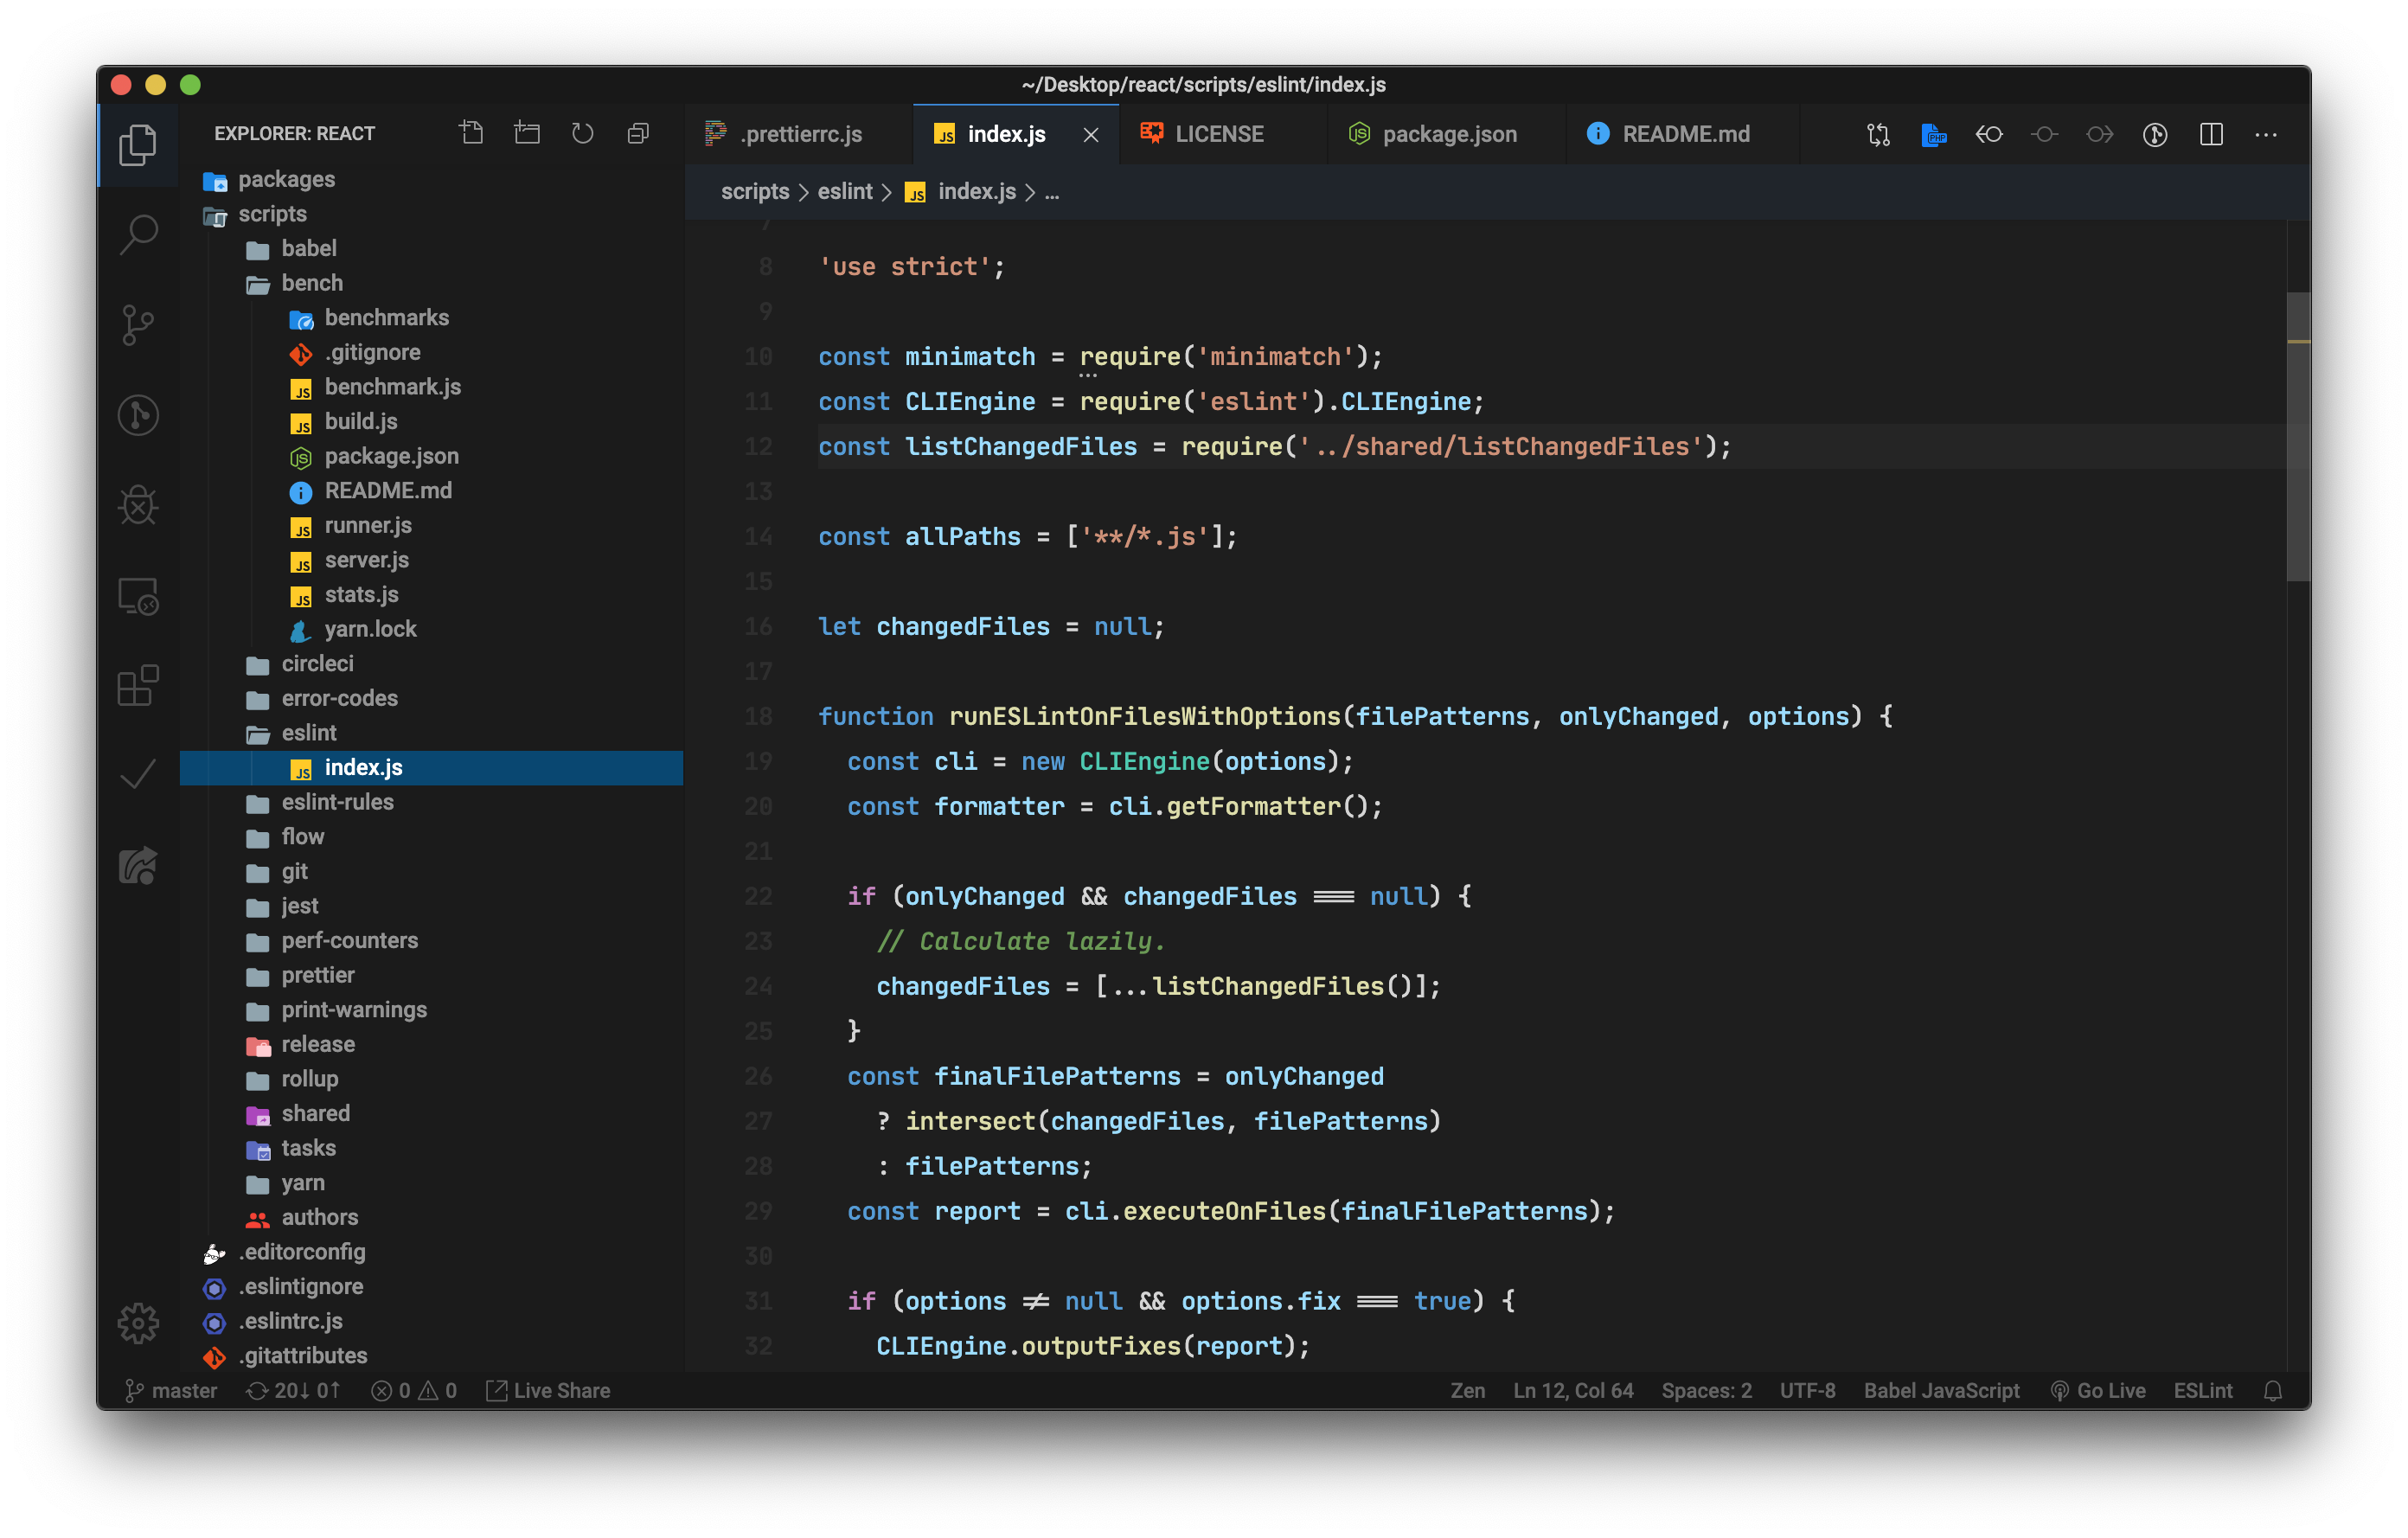 ~/Desktop/react/scripts/eslint/index.js
EXPLORER: REACT
.prettierrc.js
index.js
LICENSE
package.json
README.md
packages
scripts
babel
bench
benchmarks
.gitignore
benchmark.js
build.js
package.json
README.md
runner.js
server.js
stats.js
yarn.lock
circleci
error-codes
eslint
index.js
eslint-rules
flow
git
jest
perf-counters
prettier
print-warnings
release
rollup
shared
tasks
yarn
authors
.editorconfig
.eslintignore
.eslintrc.js
.gitattributes
scripts > eslint > JS index.js > ...
7
8 'use strict';
9
10 const minimatch = require('minimatch');
11 const CLIEngine = require('eslint').CLIEngine;
12 const listChangedFiles = require('../shared/listChangedFiles');
13
14 const allPaths = ['**/*.js'];
15
16 let changedFiles = null;
17
18 function runESLintOnFilesWithOptions(filePatterns, onlyChanged, options) {
19 const cli = new CLIEngine(options);
20 const formatter = cli.getFormatter();
21
22 if (onlyChanged && changedFiles === null) {
23 // Calculate lazily.
24 changedFiles = [...listChangedFiles()];
25 }
26 const finalFilePatterns = onlyChanged
27 ? intersect(changedFiles, filePatterns)
28 : filePatterns;
29 const report = cli.executeOnFiles(finalFilePatterns);
30
31 if (options != null && options.fix === true) {
32 CLIEngine.outputFixes(report);
master 20↓ 0↑ 0 0 Live Share Zen Ln 12, Col 64 Spaces: 2 UTF-8 Babel JavaScript Go Live ESLint